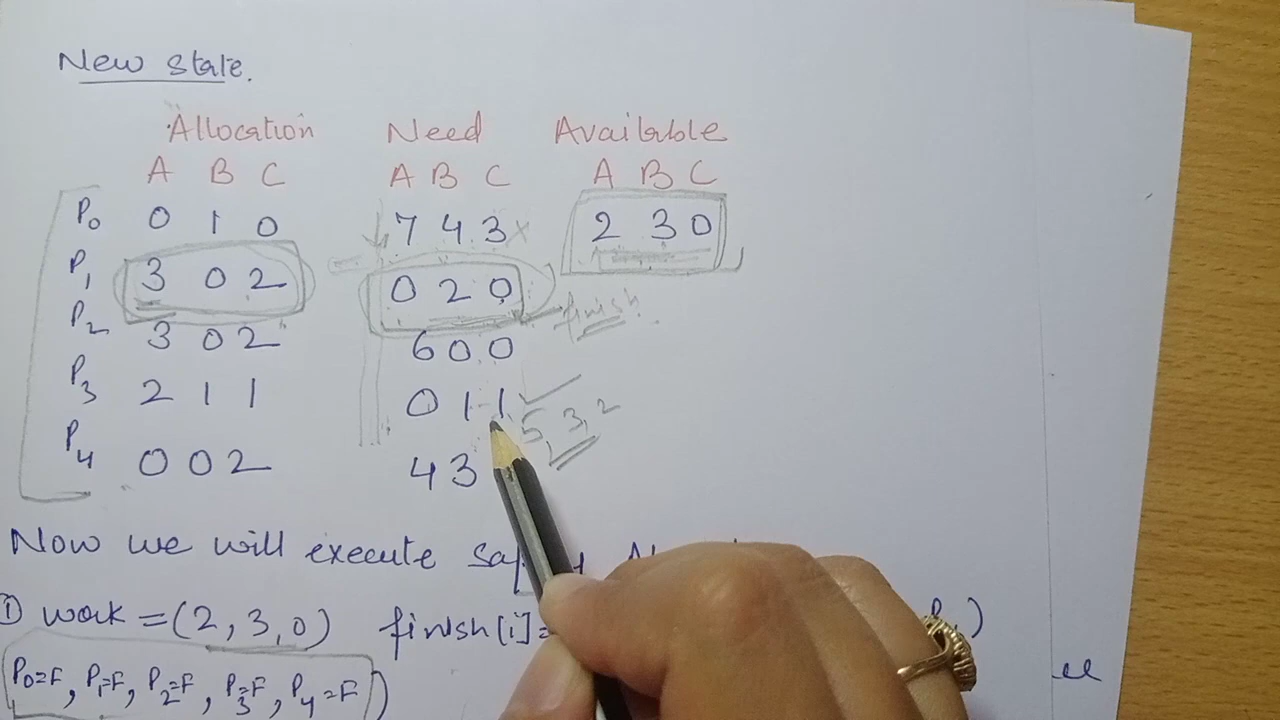 New state.
Allocation Need Available
A B C A B C A B C
P0 0 1 0 7 4 3 x 2 3 0
P1 3 0 2 0 2 0 finish.
P2 3 0 2 6 0 0
P3 2 1 1 0 1 1 5, 3, 2
P4 0 0 2 4 3
Now we will execute
① work = (2, 3, 0) finish[i]= )
P0=F, P1=F, P2=F, P3=F, P4=F)